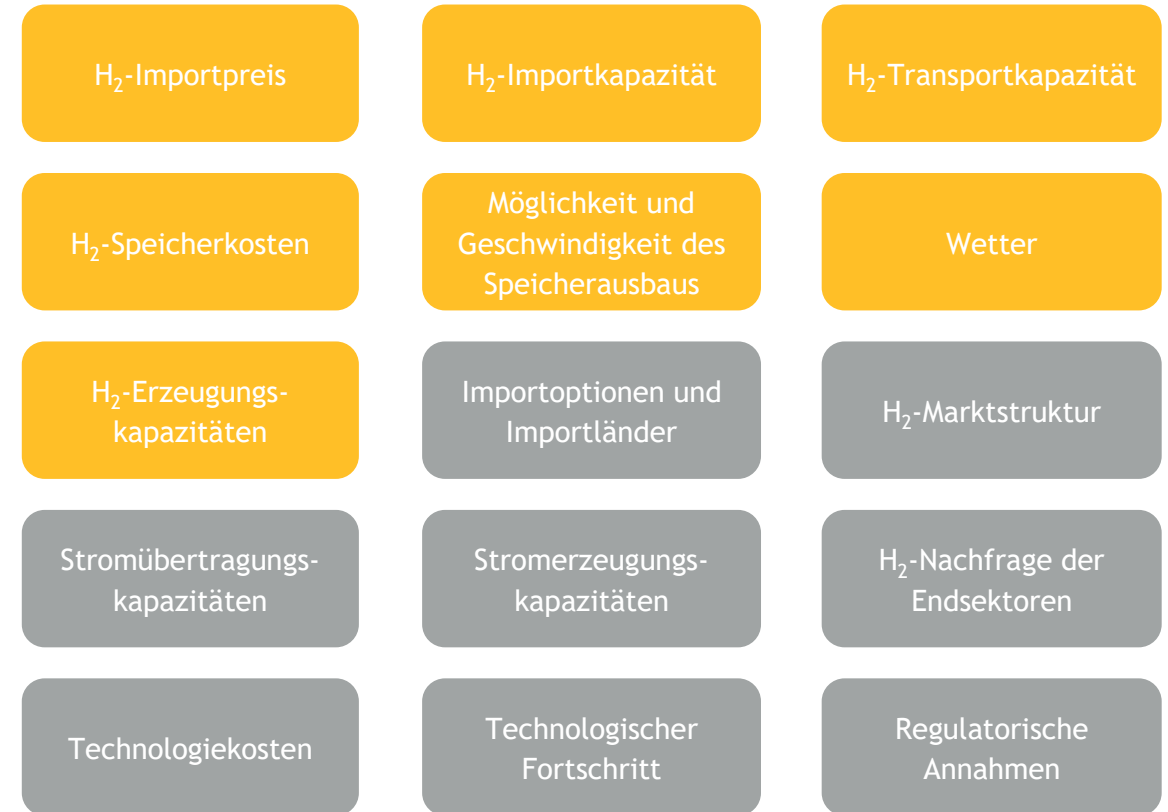 H₂-Importpreis
H₂-Importkapazität
H₂-Transportkapazität
H₂-Speicherkosten
Möglichkeit und
Geschwindigkeit des
Speicherausbaus
Wetter
H₂-Erzeugungs-
kapazitäten
Importoptionen und
Importländer
H₂-Marktstruktur
Stromübertragungs-
kapazitäten
Stromerzeugungs-
kapazitäten
H₂-Nachfrage der
Endsektoren
Technologiekosten
Technologischer
Fortschritt
Regulatorische
Annahmen